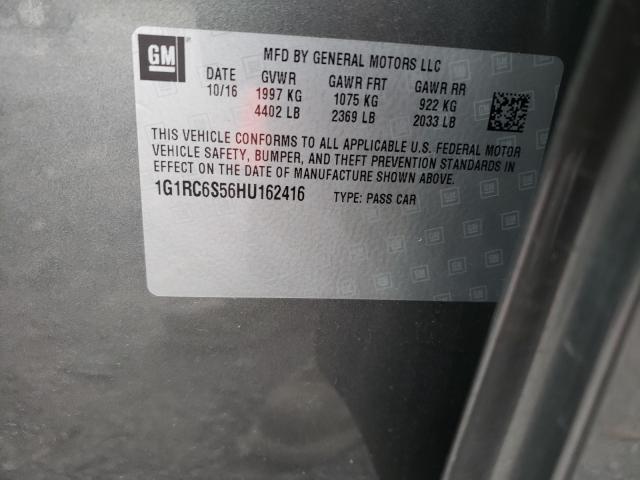 GM
MFD BY GENERAL MOTORS LLC
DATE GVWR GAWR FRT GAWR RR
10/16 1997 KG 1075 KG 922 KG
4402 LB 2369 LB 2033 LB
THIS VEHICLE CONFORMS TO ALL APPLICABLE U.S. FEDERAL MOTOR
VEHICLE SAFETY, BUMPER, AND THEFT PREVENTION STANDARDS IN
EFFECT ON THE DATE OF MANUFACTURE SHOWN ABOVE.
1G1RC6S56HU162416 TYPE: PASS CAR